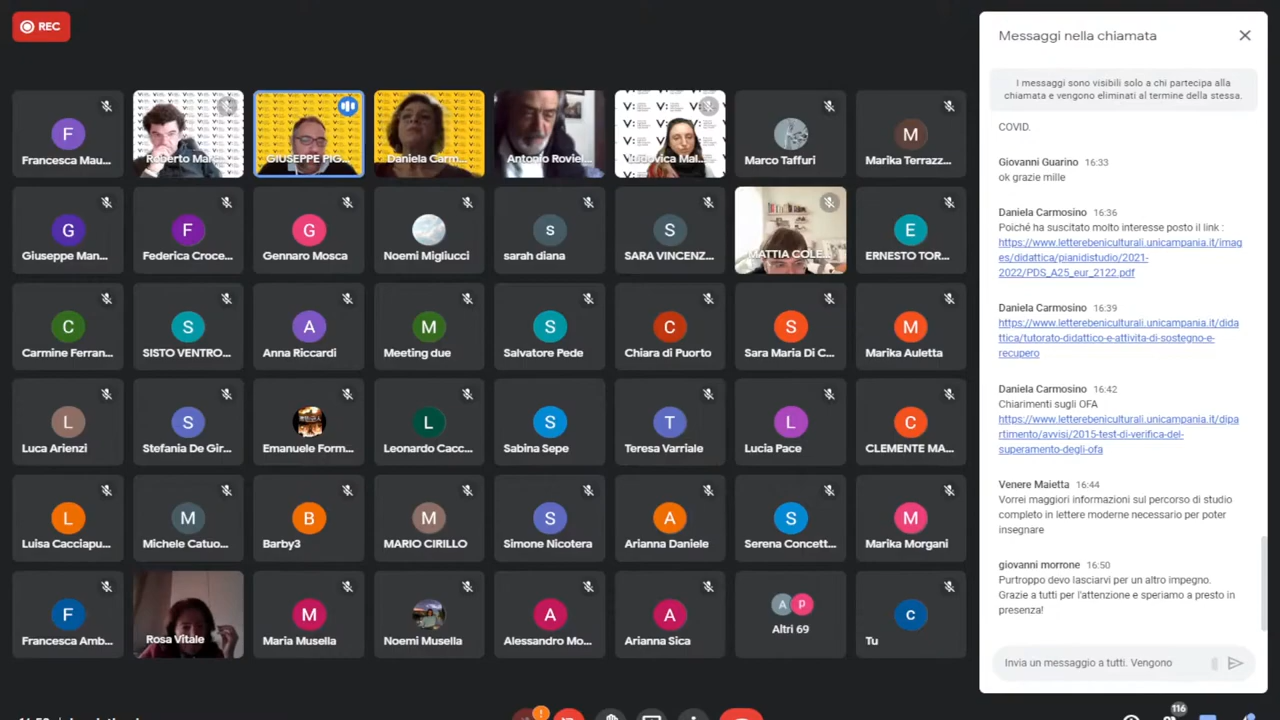 REC
F
Francesca Mau...
Roberto Mar...
GIUSEPPE PIG...
Daniela Carm...
Antonio Roviel...
Ludovica Mal...
Marco Taffuri
M
Marika Terrazz...
G
Giuseppe Man...
F
Federica Croce...
G
Gennaro Mosca
Noemi Migliucci
s
sarah diana
S
SARA VINCENZ...
MATTIA COLE...
E
ERNESTO TOR...
C
Carmine Ferran...
S
SISTO VENTRO...
A
Anna Riccardi
M
Meeting due
S
Salvatore Pede
C
Chiara di Puorto
S
Sara Maria Di C...
M
Marika Auletta
L
Luca Arienzi
S
Stefania De Gir...
Emanuele Form...
L
Leonardo Cacc...
S
Sabina Sepe
T
Teresa Varriale
L
Lucia Pace
C
CLEMENTE MA...
L
Luisa Cacciapu...
M
Michele Catuo...
B
Barby3
M
MARIO CIRILLO
S
Simone Nicotera
A
Arianna Daniele
S
Serena Concett...
M
Marika Morgani
F
Francesca Amb...
Rosa Vitale
M
Maria Musella
Noemi Musella
A
Alessandro Mo...
A
Arianna Sica
A P
Altri 69
c
Tu
Messaggi nella chiamata
I messaggi sono visibili solo a chi partecipa alla
chiamata e vengono eliminati al termine della stessa.
COVID.
Giovanni Guarino 16:33
ok grazie mille
Daniela Carmosino 16:36
Poiché ha suscitato molto interesse posto il link :
https://www.letterebeniculturali.unicampania.it/imag
es/didattica/pianidistudio/2021-
2022/PDS_A25_eur_2122.pdf
Daniela Carmosino 16:39
https://www.letterebeniculturali.unicampania.it/dida
ttica/tutorato-didattico-e-attivita-di-sostegno-e-
recupero
Daniela Carmosino 16:42
Chiarimenti sugli OFA
https://www.letterebeniculturali.unicampania.it/dipa
rtimento/avvisi/2015-test-di-verifica-del-
superamento-degli-ofa
Venere Maietta 16:44
Vorrei maggiori informazioni sul percorso di studio
completo in lettere moderne necessario per poter
insegnare
giovanni morrone 16:50
Purtroppo devo lasciarvi per un altro impegno.
Grazie a tutti per l'attenzione e speriamo a presto in
presenza!
Invia un messaggio a tutti. Vengono
116